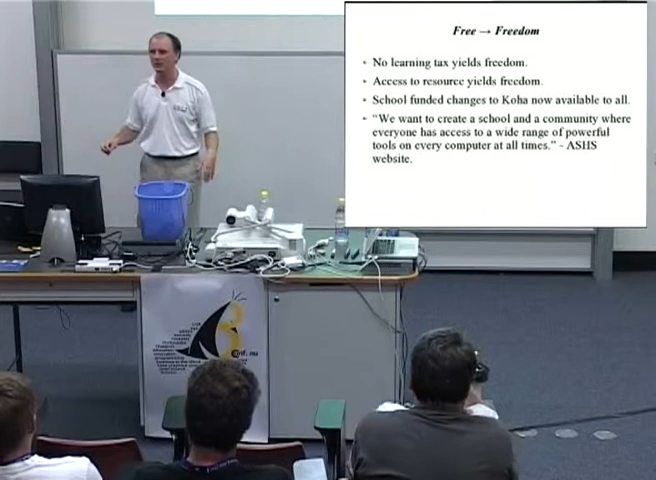 Free → Freedom
• No learning tax yields freedom.
• Access to resource yields freedom.
• School funded changes to Koha now available to all.
• "We want to create a school and a community where
everyone has access to a wide range of powerful
tools on every computer at all times." - ASHS
website.
conf.au